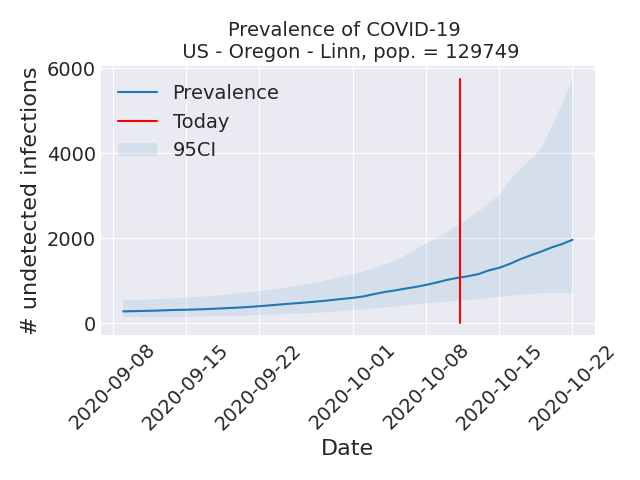 Prevalence of COVID-19
US - Oregon - Linn, pop. = 129749
# undetected infections
6000
4000
2000
0
Prevalence
Today
95CI
2020-09-08
2020-09-15
2020-09-22
2020-10-01
2020-10-08
2020-10-15
2020-10-22
Date